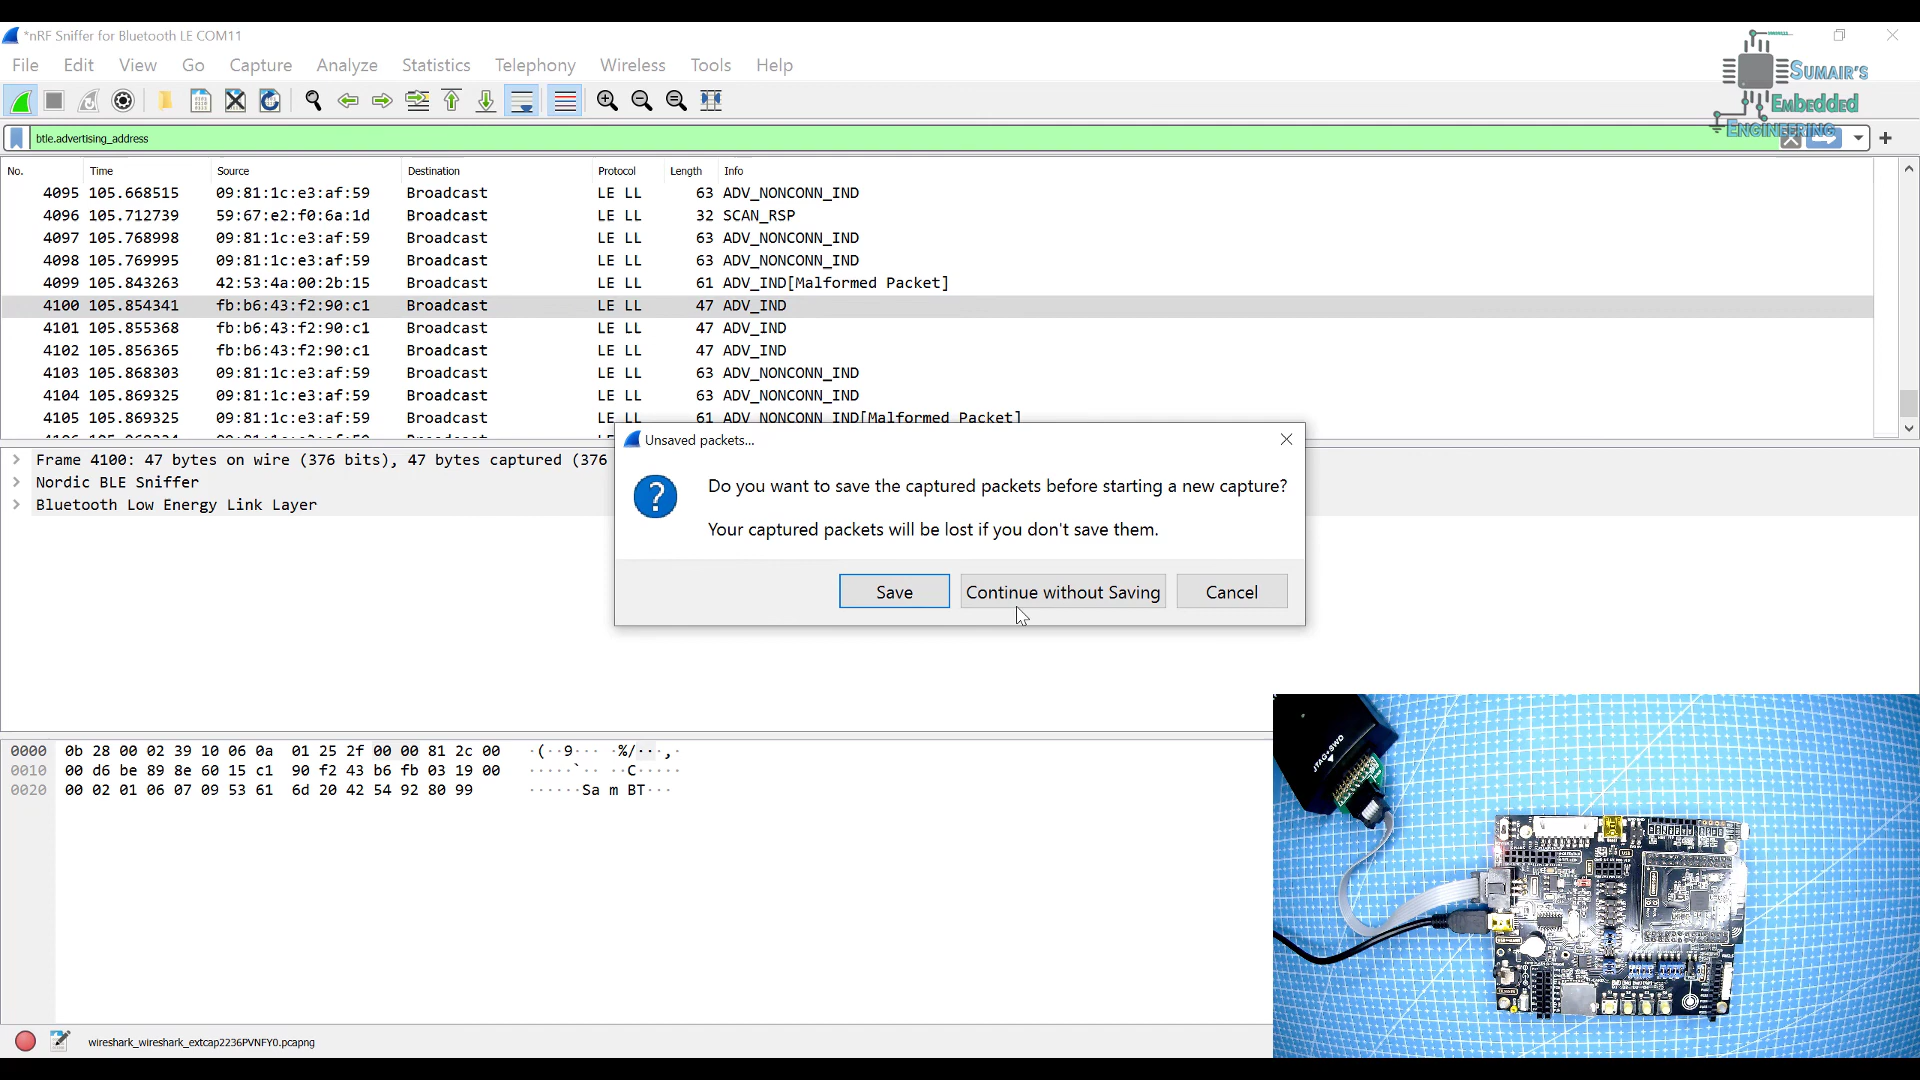 *nRF Sniffer for Bluetooth LE COM11
File Edit View Go Capture Analyze Statistics Telephony Wireless Tools Help
SUMAIR'S
Embedded
ENGINEERING
btle.advertising_address
No. Time Source Destination Protocol Length Info
4095 105.668515 09:81:1c:e3:af:59 Broadcast LE LL 63 ADV_NONCONN_IND
4096 105.712739 59:67:e2:f0:6a:1d Broadcast LE LL 32 SCAN_RSP
4097 105.768998 09:81:1c:e3:af:59 Broadcast LE LL 63 ADV_NONCONN_IND
4098 105.769995 09:81:1c:e3:af:59 Broadcast LE LL 63 ADV_NONCONN_IND
4099 105.843263 42:53:4a:00:2b:15 Broadcast LE LL 61 ADV_IND[Malformed Packet]
4100 105.854341 fb:b6:43:f2:90:c1 Broadcast LE LL 47 ADV_IND
4101 105.855368 fb:b6:43:f2:90:c1 Broadcast LE LL 47 ADV_IND
4102 105.856365 fb:b6:43:f2:90:c1 Broadcast LE LL 47 ADV_IND
4103 105.868303 09:81:1c:e3:af:59 Broadcast LE LL 63 ADV_NONCONN_IND
4104 105.869325 09:81:1c:e3:af:59 Broadcast LE LL 63 ADV_NONCONN_IND
4105 105.869325 09:81:1c:e3:af:59 Broadcast LE LL 61 ADV_NONCONN_IND[Malformed Packet]
Unsaved packets...
Do you want to save the captured packets before starting a new capture?
Your captured packets will be lost if you don't save them.
Save Continue without Saving Cancel
Frame 4100: 47 bytes on wire (376 bits), 47 bytes captured (376
Nordic BLE Sniffer
Bluetooth Low Energy Link Layer
0000 0b 28 00 02 39 10 06 0a 01 25 2f 00 00 81 2c 00 ·(··9··· ·%/···,·
0010 00 d6 be 89 8e 60 15 c1 90 f2 43 b6 fb 03 19 00 ·····`·· ··C·····
0020 00 02 01 06 07 09 53 61 6d 20 42 54 92 80 99 ······Sa m BT···
JTAG+SWD
wireshark_wireshark_extcap2236PVNFY0.pcapng